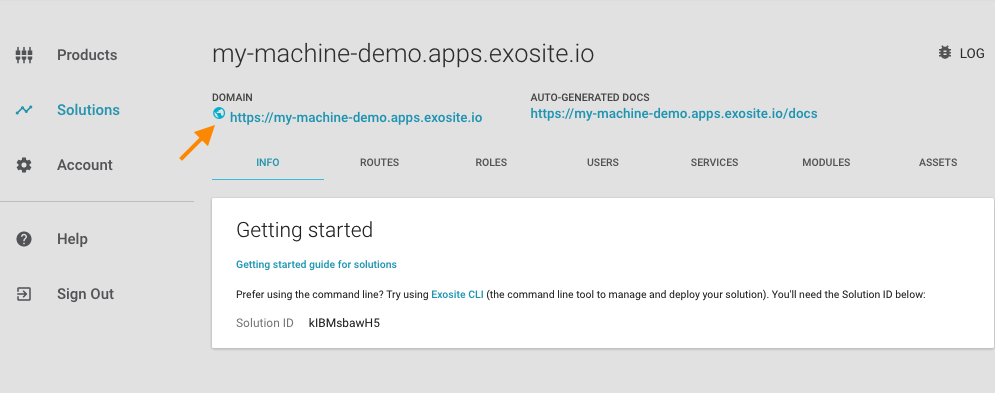 Products
Solutions
Account
Help
Sign Out
my-machine-demo.apps.exosite.io
LOG
DOMAIN
https://my-machine-demo.apps.exosite.io
AUTO-GENERATED DOCS
https://my-machine-demo.apps.exosite.io/docs
INFO ROUTES ROLES USERS SERVICES MODULES ASSETS
Getting started
Getting started guide for solutions
Prefer using the command line? Try using Exosite CLI (the command line tool to manage and deploy your solution). You'll need the Solution ID below:
Solution ID kIBMsbawH5